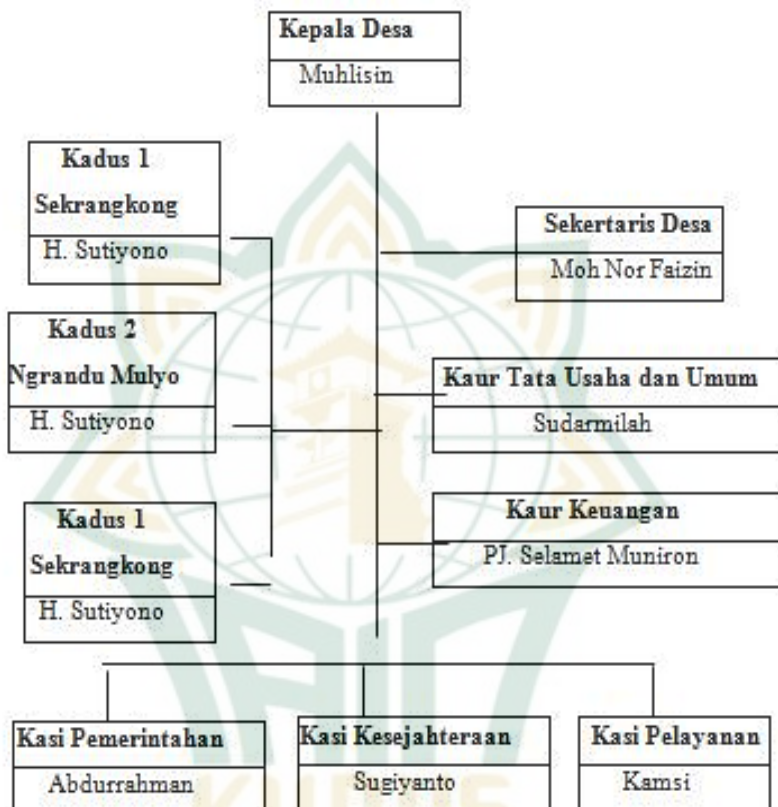 Kepala Desa
Muhlisin
Kadus 1
Sekrangkong
H. Sutiyono
Sekertaris Desa
Moh Nor Faizin
Kadus 2
Ngrandu Mulyo
H. Sutiyono
Kaur Tata Usaha dan Umum
Sudarmilah
Kadus 1
Sekrangkong
H. Sutiyono
Kaur Keuangan
PJ. Selamet Muniron
Kasi Pemerintahan
Abdurrahman
Kasi Kesejahteraan
Sugiyanto
Kasi Pelayanan
Kamsi